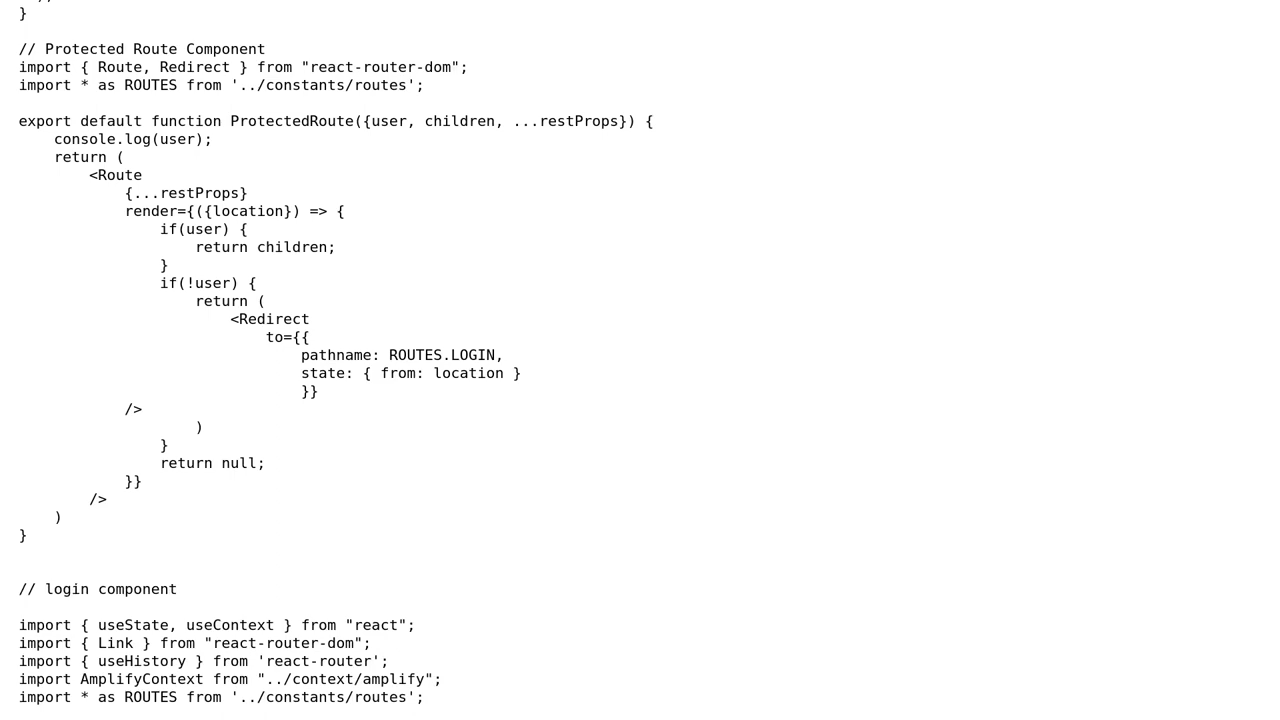 }

// Protected Route Component
import { Route, Redirect } from "react-router-dom";
import * as ROUTES from '../constants/routes';

export default function ProtectedRoute({user, children, ...restProps}) {
    console.log(user);
    return (
        <Route
            {...restProps}
            render={({location}) => {
                if(user) {
                    return children;
                }
                if(!user) {
                    return (
                        <Redirect
                            to={{
                                pathname: ROUTES.LOGIN,
                                state: { from: location }
                                }}
            />
                    )
                }
                return null;
            }}
        />
    )
}


// login component

import { useState, useContext } from "react";
import { Link } from "react-router-dom";
import { useHistory } from 'react-router';
import AmplifyContext from "../context/amplify";
import * as ROUTES from '../constants/routes';